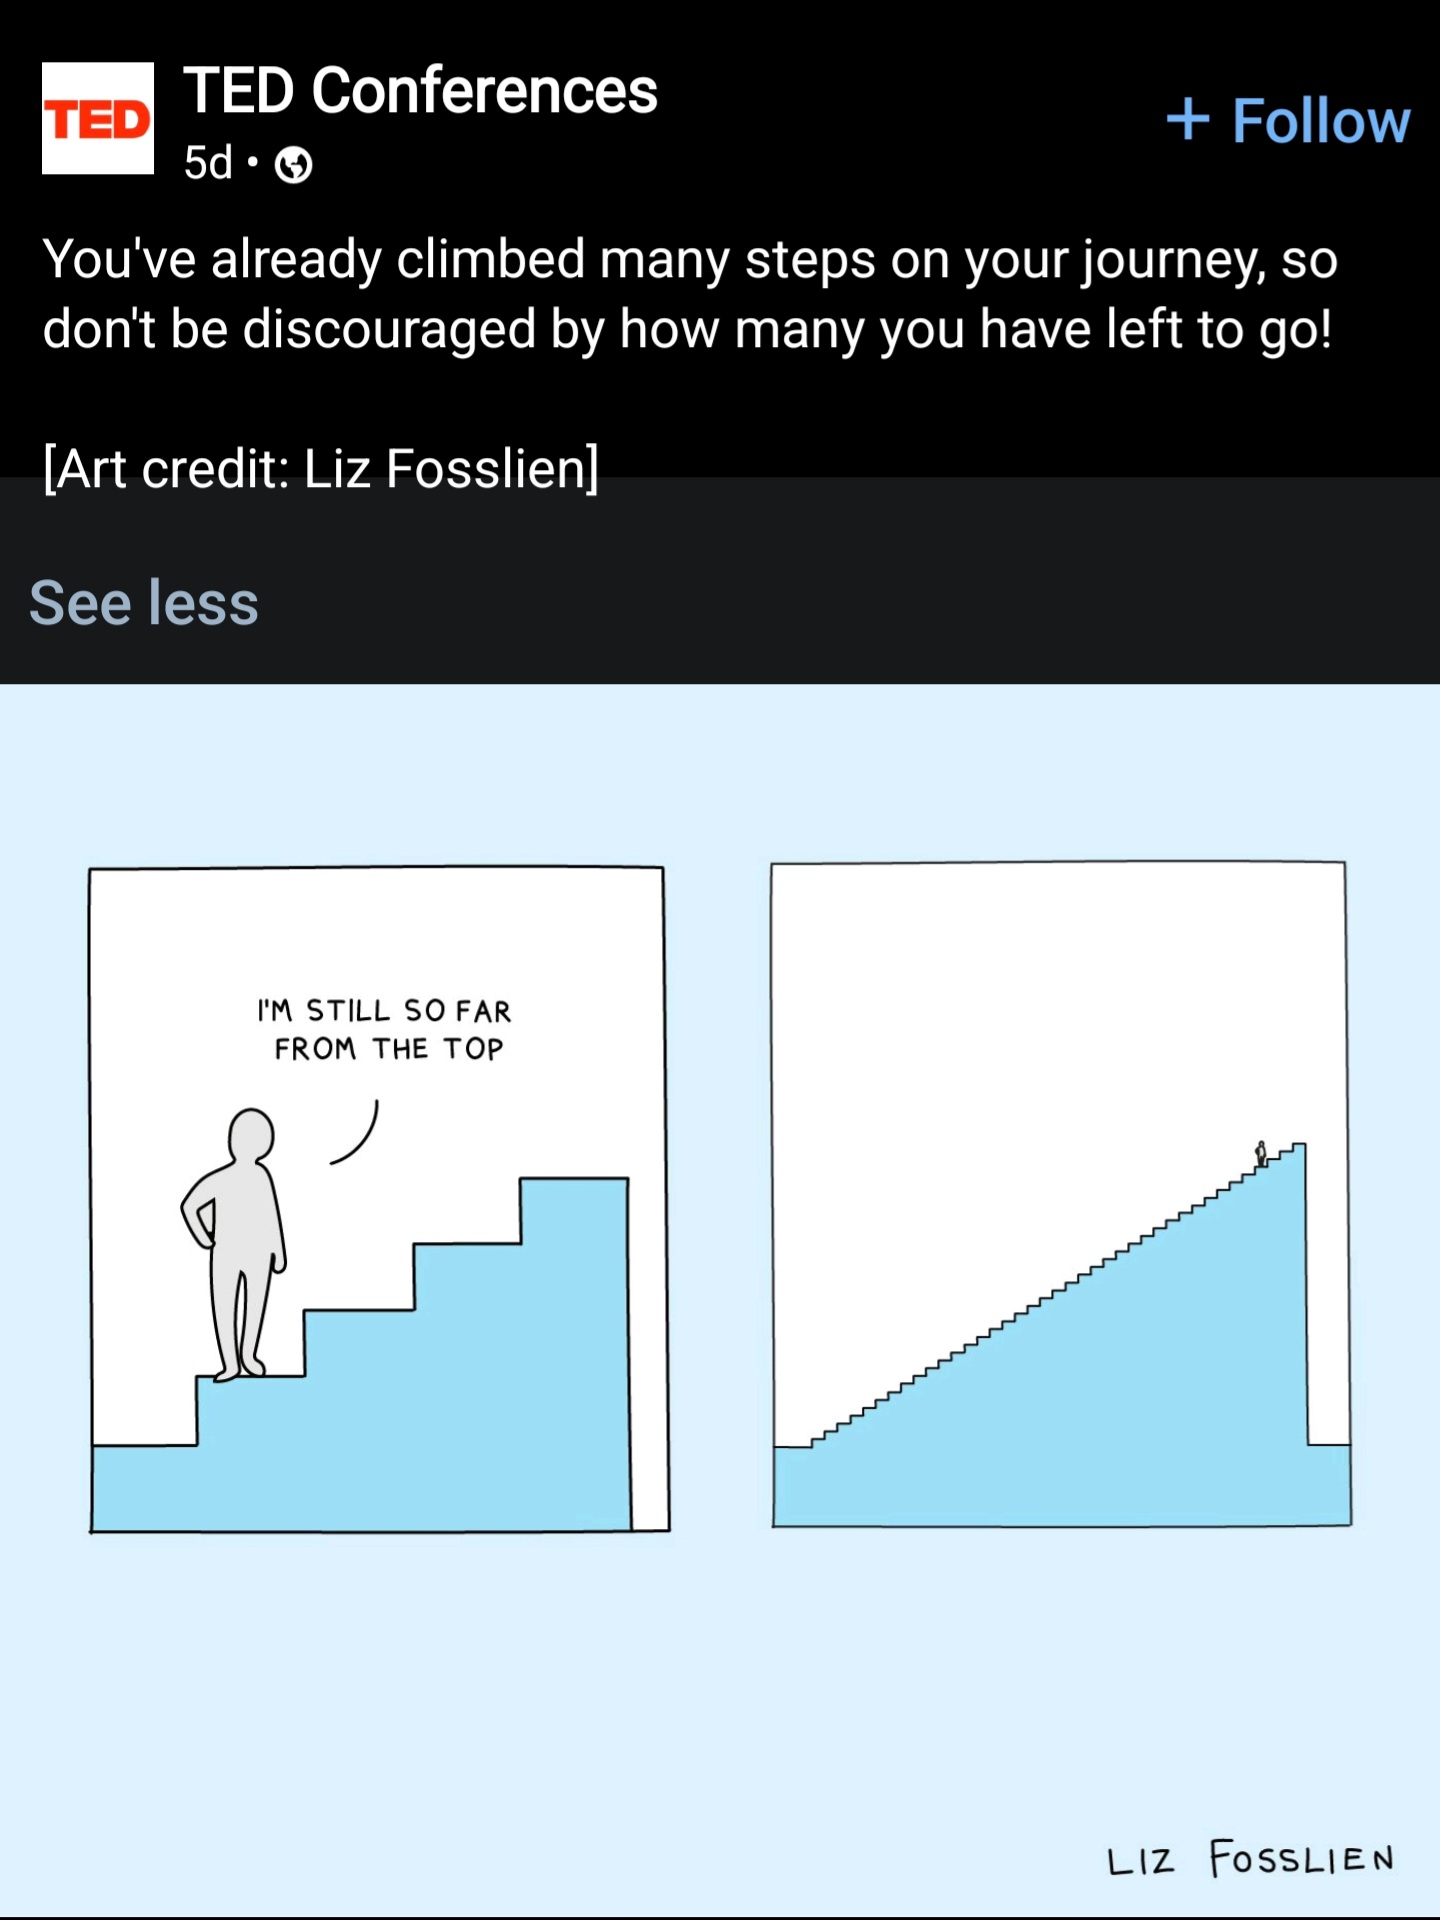 TED
TED Conferences
5d •
+ Follow
You've already climbed many steps on your journey, so
don't be discouraged by how many you have left to go!
[Art credit: Liz Fosslien]
See less
I'M STILL SO FAR
FROM THE TOP
LIZ FOSSLIEN